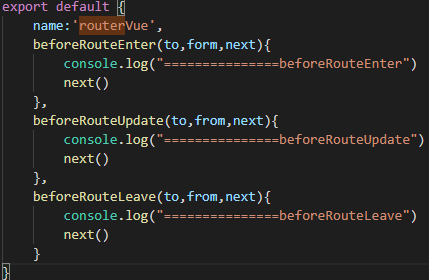 export default {
    name:'routerVue',
    beforeRouteEnter(to,form,next){
        console.log("===============beforeRouteEnter")
        next()
    },
    beforeRouteUpdate(to,from,next){
        console.log("===============beforeRouteUpdate")
        next()
    },
    beforeRouteLeave(to,from,next){
        console.log("===============beforeRouteLeave")
        next()
    }
}